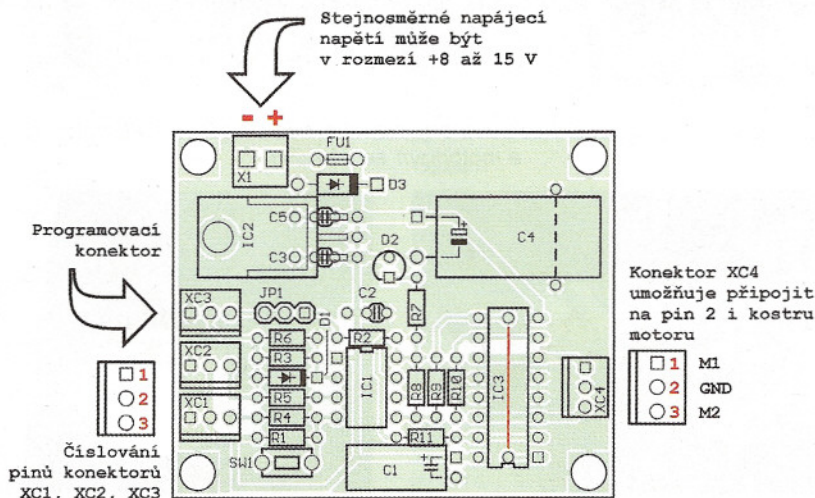 Stejnosměrné napájecí
napětí může být
v rozmezí +8 až 15 V
- +
X1
FU1
D3
IC2
C5
C3
D2
C4
Programovací
konektor
XC3
JP1
D1
C2
R7
XC2
R6
R3
R2
IC1
R8
R9
R10
IC3
XC4
XC1
R5
R4
R1
R11
SW1
C1
1
2
3
Číslování
pinů konektorů
XC1, XC2, XC3
Konektor XC4
umožňuje připojit
na pin 2 i kostru
motoru
1 M1
2 GND
3 M2